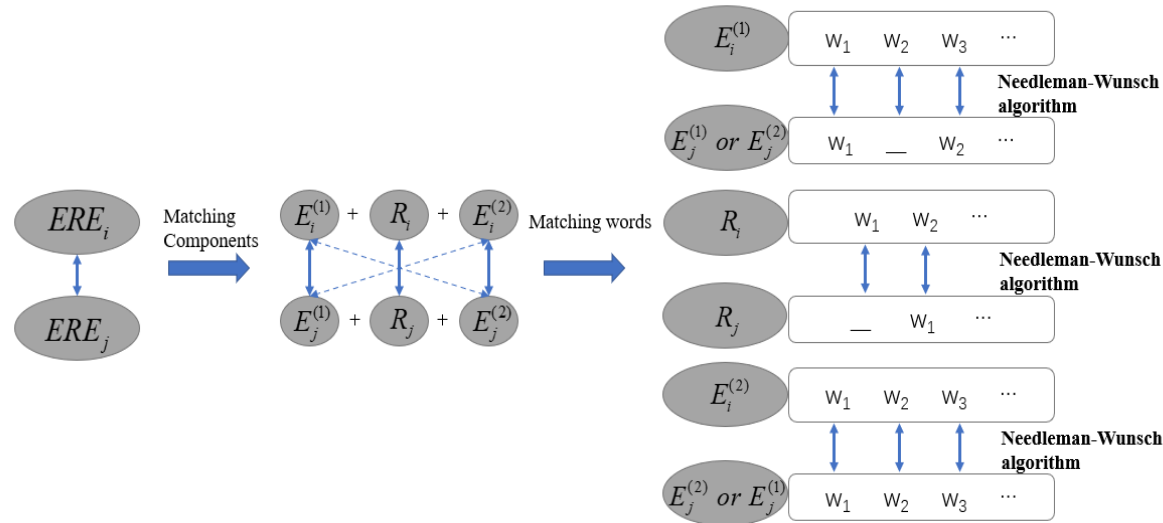 ERE_i
ERE_j
Matching
Components
E_i^(1) + R_i + E_i^(2)
E_j^(1) + R_j + E_j^(2)
Matching words
E_i^(1) w₁ w₂ w₃ ...
Needleman-Wunsch
algorithm
E_j^(1) or E_j^(2) w₁ __ w₂ ...
R_i w₁ w₂ ...
Needleman-Wunsch
algorithm
R_j __ w₁ ...
E_i^(2) w₁ w₂ w₃ ...
Needleman-Wunsch
algorithm
E_j^(2) or E_j^(1) w₁ w₂ w₃ ...